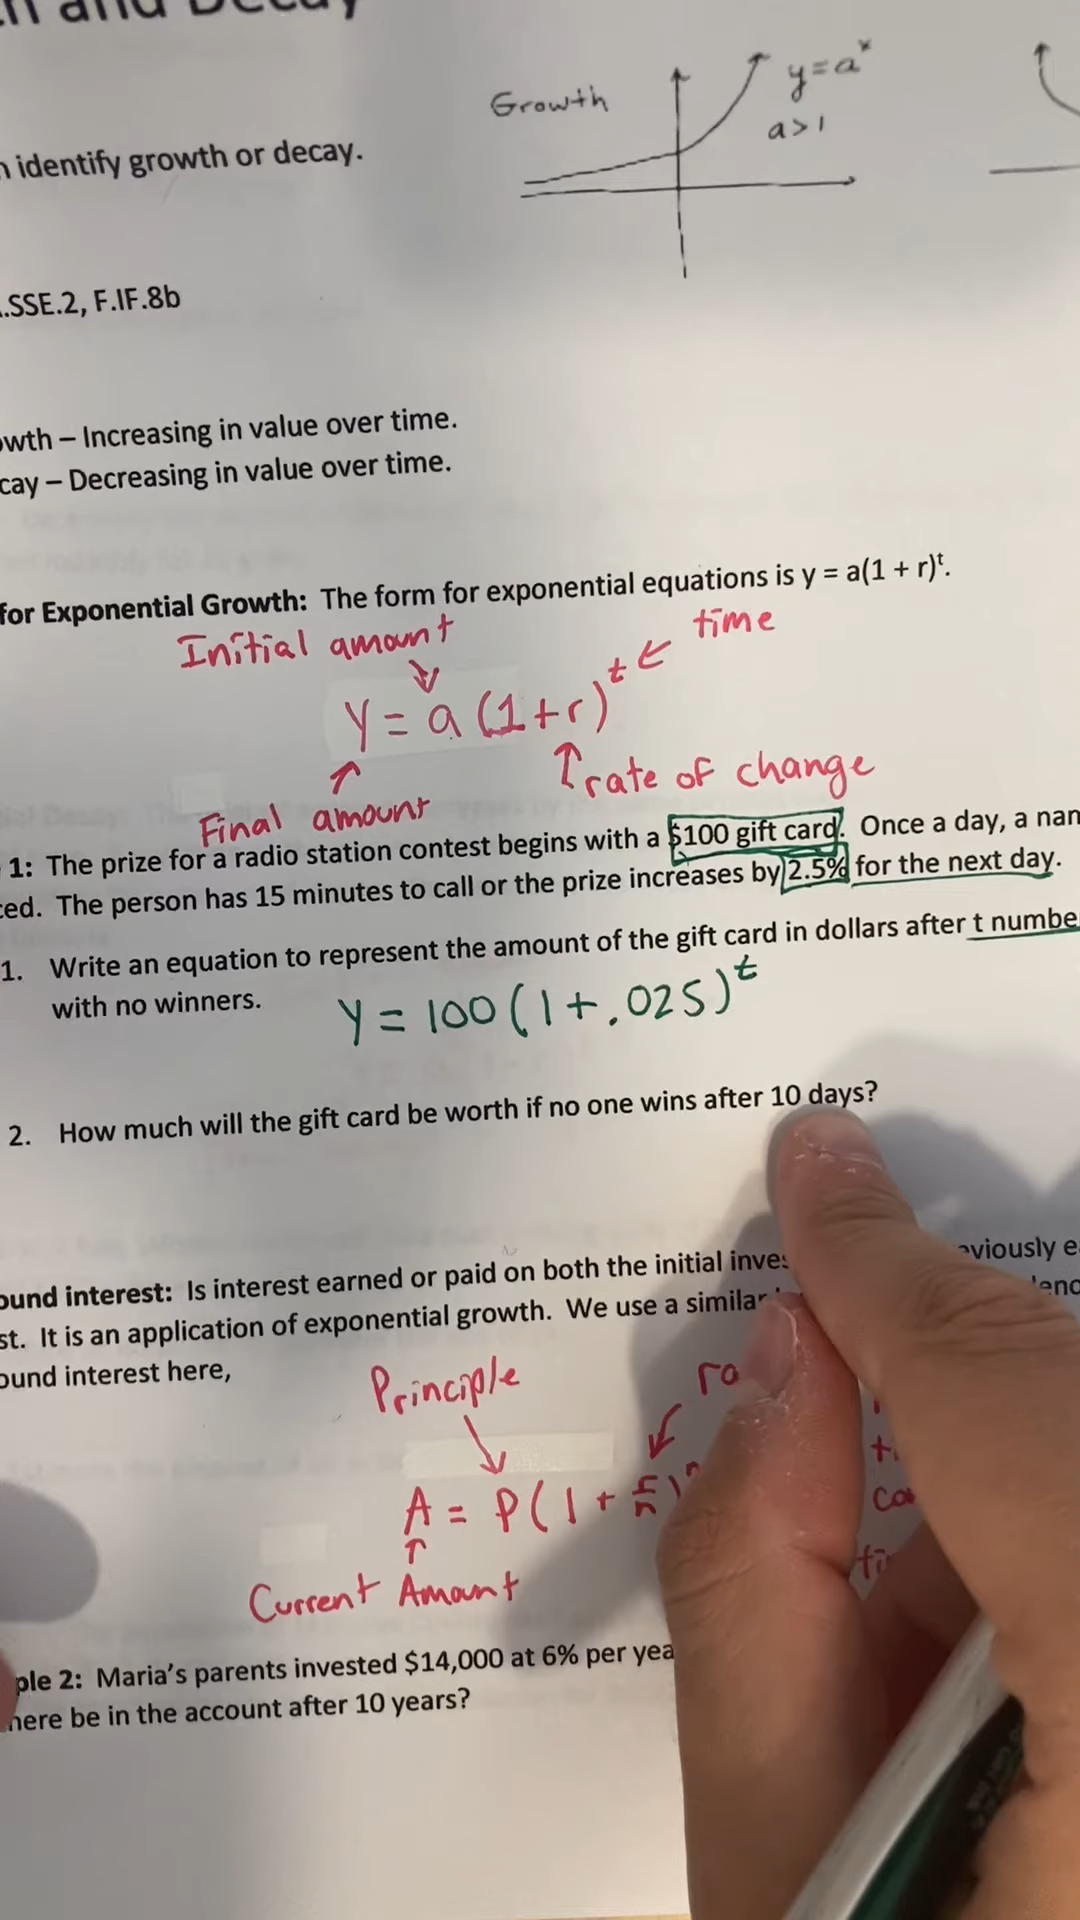 and Decay
Growth
y=aˣ
a>1
identify growth or decay.
.SSE.2, F.IF.8b
owth – Increasing in value over time.
cay – Decreasing in value over time.
for Exponential Growth: The form for exponential equations is y = a(1 + r)ᵗ.
Initial amount
time
y = a (1+r)ᵗ
rate of change
Final amount
1: The prize for a radio station contest begins with a $100 gift card. Once a day, a nam
ced. The person has 15 minutes to call or the prize increases by 2.5% for the next day.
1. Write an equation to represent the amount of the gift card in dollars after t numbe
with no winners.
y = 100 (1+.025)ᵗ
2. How much will the gift card be worth if no one wins after 10 days?
ound interest: Is interest earned or paid on both the initial inves eviously e
st. It is an application of exponential growth. We use a similar
ound interest here,
Principle
ra
A = P(1 + r/n)ⁿ
Current Amount
ple 2: Maria's parents invested $14,000 at 6% per yea
here be in the account after 10 years?